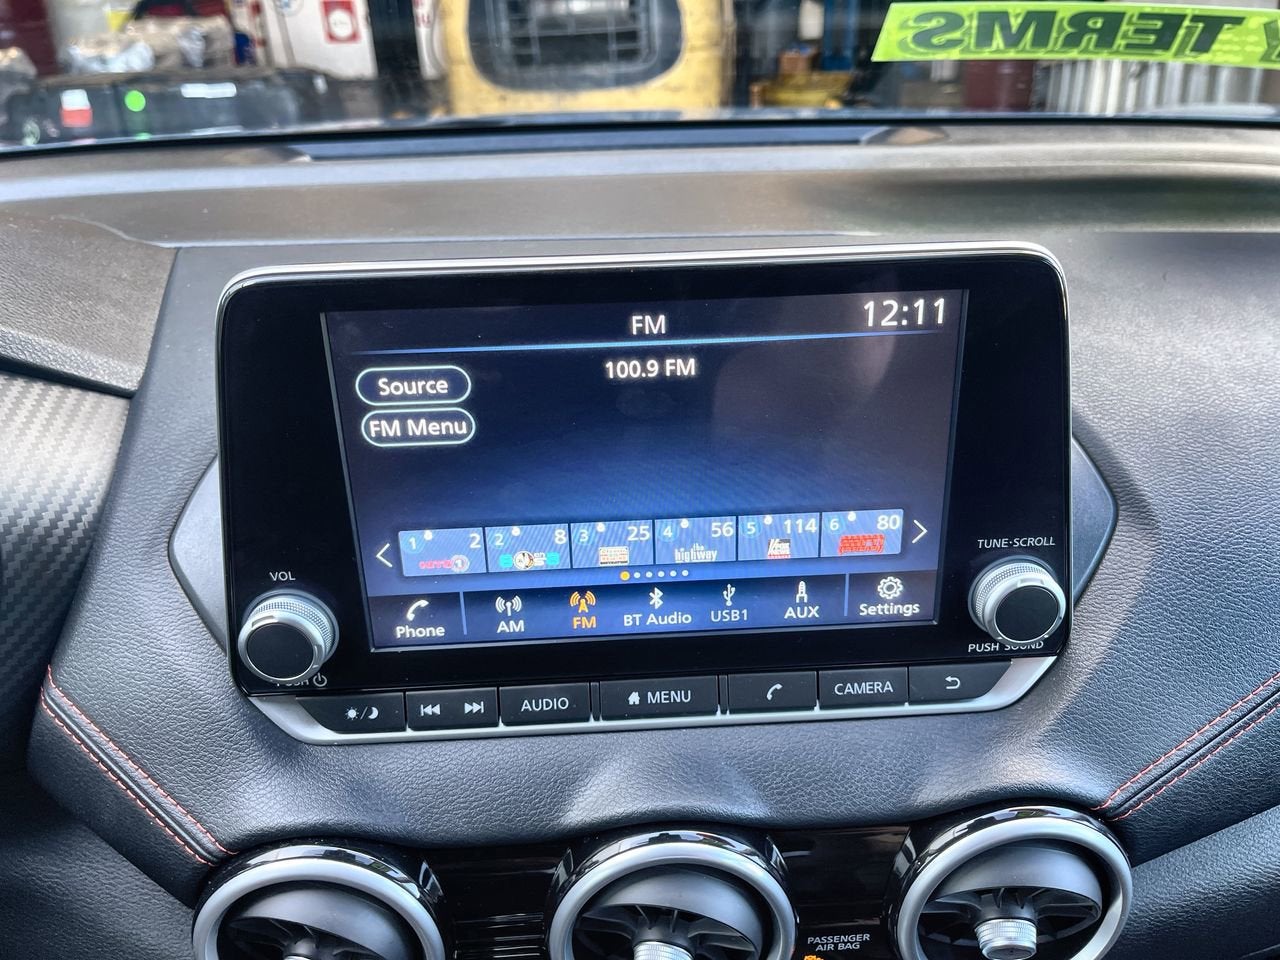 TERMS
FM
12:11
100.9 FM
Source
FM Menu
1 2
2 8
3 25
4 56
5 114
6 80
the
highway
Phone
AM
FM
BT Audio
USB1
AUX
Settings
VOL
TUNE·SCROLL
PUSH SOUND
AUDIO
MENU
CAMERA
PASSENGER
AIR BAG